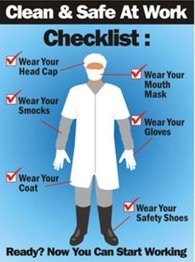 Clean & Safe At Work
Checklist :
Wear Your
Head Cap
Wear Your
Mouth
Mask
Wear Your
Smocks
Wear Your
Gloves
Wear Your
Coat
Wear Your
Safety Shoes
Ready? Now You Can Start Working